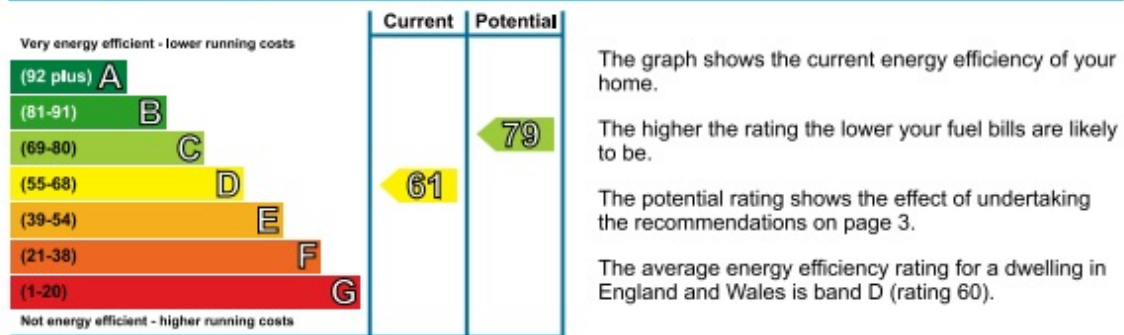 Current Potential
Very energy efficient - lower running costs
(92 plus) A
(81-91) B
(69-80) C
(55-68) D
(39-54) E
(21-38) F
(1-20) G
Not energy efficient - higher running costs
61
79
The graph shows the current energy efficiency of your
home.
The higher the rating the lower your fuel bills are likely
to be.
The potential rating shows the effect of undertaking
the recommendations on page 3.
The average energy efficiency rating for a dwelling in
England and Wales is band D (rating 60).